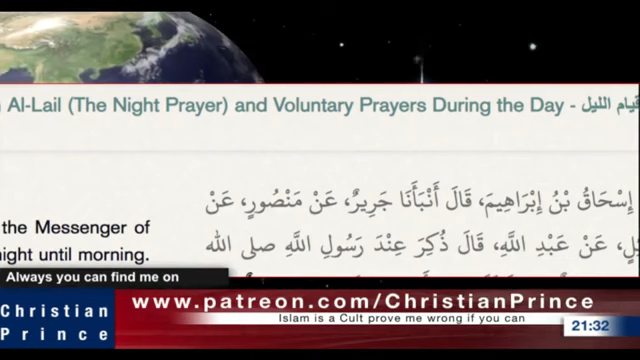 Al-Lail (The Night Prayer) and Voluntary Prayers During the Day - قيام الليل
إِسْحَاقُ بْنُ إِبْرَاهِيمَ، قَالَ أَنْبَأَنَا جَرِيرٌ، عَنْ مَنْصُورٍ، عَنْ
the Messenger of
عَنْ عَبْدِ اللَّهِ، قَالَ ذُكِرَ عِنْدَ رَسُولِ اللَّهِ صلى الله
until morning.
Always you can find me on
Christian
Prince
www.patreon.com/ChristianPrince
Islam is a Cult prove me wrong if you can
21:32